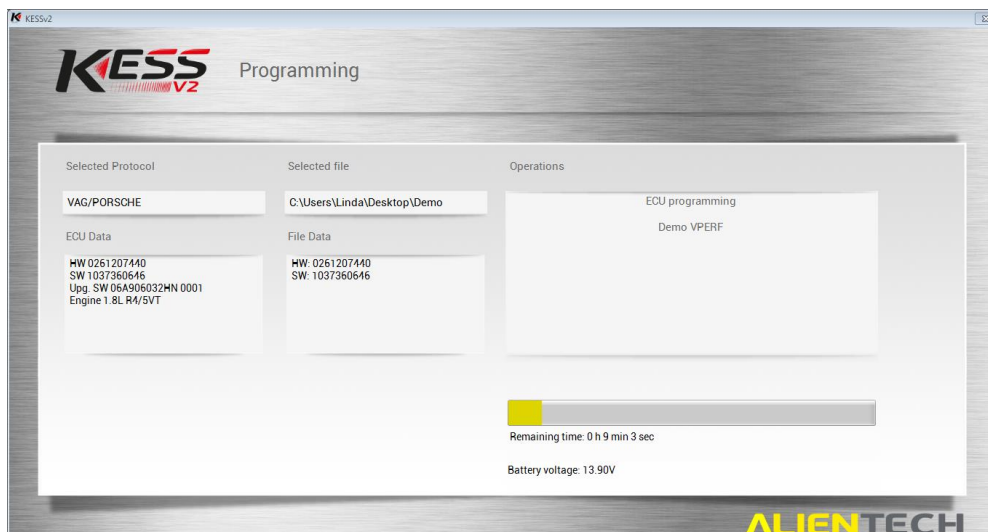 KESSv2
KESS
V2
Programming
Selected Protocol
Selected file
Operations
VAG/PORSCHE
C:\Users\Linda\Desktop\Demo
ECU programming
Demo VPERF
ECU Data
File Data
HW 0261207440
SW 1037360646
Upg. SW 06A906032HN 0001
Engine 1.8L R4/5VT
HW: 0261207440
SW: 1037360646
Remaining time: 0 h 9 min 3 sec
Battery voltage: 13.90V
ALIENTECH